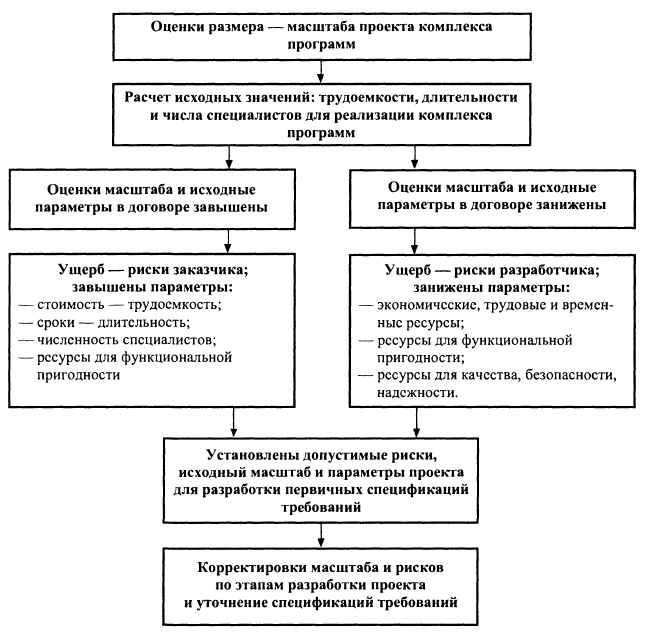 Оценки размера — масштаба проекта комплекса
программ
Расчет исходных значений: трудоемкости, длительности
и числа специалистов для реализации комплекса
программ
Оценки масштаба и исходные
параметры в договоре завышены
Оценки масштаба и исходные
параметры в договоре занижены
Ущерб — риски заказчика;
завышены параметры:
— стоимость — трудоемкость;
— сроки — длительность;
— численность специалистов;
— ресурсы для функциональной
пригодности
Ущерб — риски разработчика;
занижены параметры:
— экономические, трудовые и времен-
ные ресурсы;
— ресурсы для функциональной
пригодности;
— ресурсы для качества, безопасности,
надежности.
Установлены допустимые риски,
исходный масштаб и параметры проекта
для разработки первичных спецификаций
требований
Корректировки масштаба и рисков
по этапам разработки проекта
и уточнение спецификаций требований